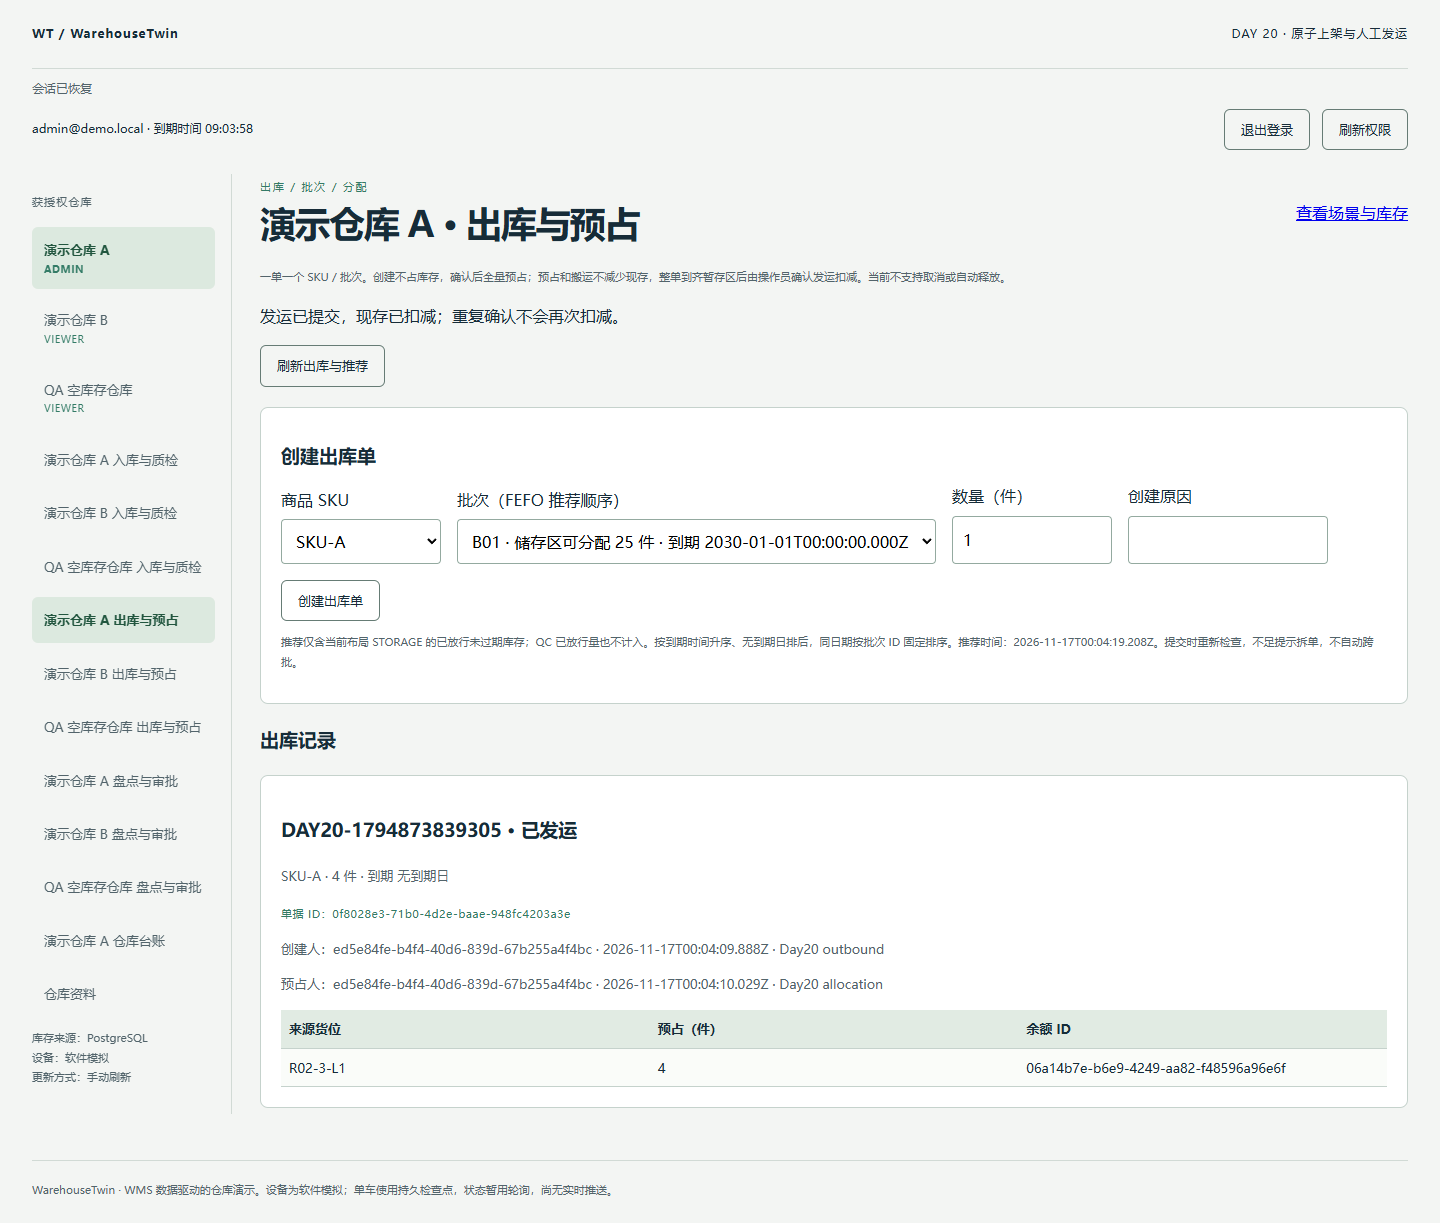 WT / WarehouseTwin
DAY 20 · 原子上架与人工发运
会话已恢复
admin@demo.local · 到期时间 09:03:58
退出登录
刷新权限
获授权仓库
演示仓库 A
ADMIN
演示仓库 B
VIEWER
QA 空库存仓库
VIEWER
演示仓库 A 入库与质检
演示仓库 B 入库与质检
QA 空库存仓库 入库与质检
演示仓库 A 出库与预占
演示仓库 B 出库与预占
QA 空库存仓库 出库与预占
演示仓库 A 盘点与审批
演示仓库 B 盘点与审批
QA 空库存仓库 盘点与审批
演示仓库 A 仓库台账
仓库资料
库存来源：PostgreSQL
设备：软件模拟
更新方式：手动刷新
出库 / 批次 / 分配
演示仓库 A • 出库与预占
查看场景与库存
一单一个 SKU / 批次。创建不占库存，确认后全量预占；预占和搬运不减少现存，整单到齐暂存区后由操作员确认发运扣减。当前不支持取消或自动释放。
发运已提交，现存已扣减；重复确认不会再次扣减。
刷新出库与推荐
创建出库单
商品 SKU
批次（FEFO 推荐顺序）
数量（件）
创建原因
SKU-A
B01 · 储存区可分配 25 件 · 到期 2030-01-01T00:00:00.000Z
1
创建出库单
推荐仅含当前布局 STORAGE 的已放行未过期库存；QC 已放行量也不计入。按到期时间升序、无到期日排后，同日期按批次 ID 固定排序。推荐时间：2026-11-17T00:04:19.208Z。提交时重新检查，不足提示拆单，不自动跨
批。
出库记录
DAY20-1794873839305 • 已发运
SKU-A · 4 件 · 到期 无到期日
单据 ID：0f8028e3-71b0-4d2e-baae-948fc4203a3e
创建人：ed5e84fe-b4f4-40d6-839d-67b255a4f4bc · 2026-11-17T00:04:09.888Z · Day20 outbound
预占人：ed5e84fe-b4f4-40d6-839d-67b255a4f4bc · 2026-11-17T00:04:10.029Z · Day20 allocation
来源货位
预占（件）
余额 ID
R02-3-L1
4
06a14b7e-b6e9-4249-aa82-f48596a96e6f
WarehouseTwin · WMS 数据驱动的仓库演示。设备为软件模拟；单车使用持久检查点，状态暂用轮询，尚无实时推送。